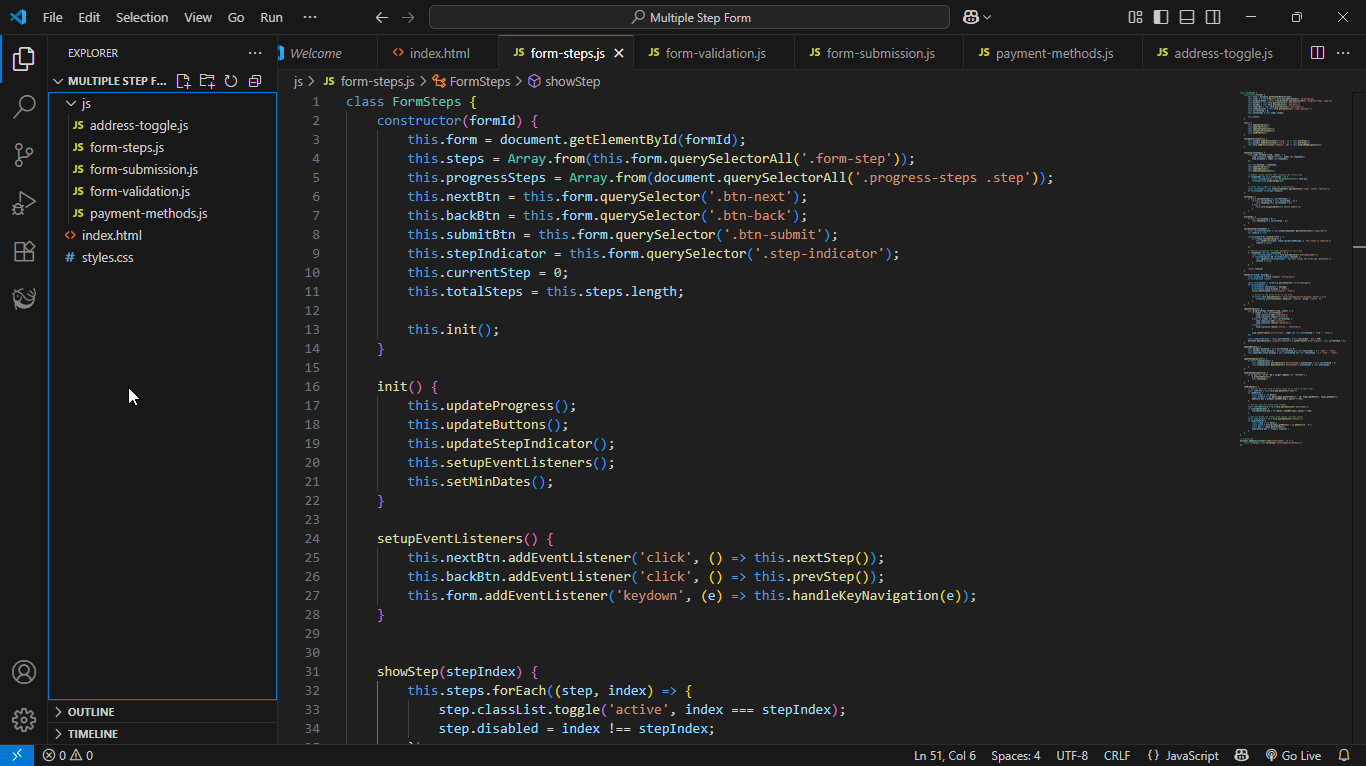 File Edit Selection View Go Run ··· Multiple Step Form
EXPLORER ···
MULTIPLE STEP F...
js
JS address-toggle.js
JS form-steps.js
JS form-submission.js
JS form-validation.js
JS payment-methods.js
<> index.html
# styles.css
OUTLINE
TIMELINE
Welcome <> index.html JS form-steps.js JS form-validation.js JS form-submission.js JS payment-methods.js JS address-toggle.js ···
js > JS form-steps.js > FormSteps > showStep
1 class FormSteps {
2 constructor(formId) {
3 this.form = document.getElementById(formId);
4 this.steps = Array.from(this.form.querySelectorAll('.form-step'));
5 this.progressSteps = Array.from(document.querySelectorAll('.progress-steps .step'));
6 this.nextBtn = this.form.querySelector('.btn-next');
7 this.backBtn = this.form.querySelector('.btn-back');
8 this.submitBtn = this.form.querySelector('.btn-submit');
9 this.stepIndicator = this.form.querySelector('.step-indicator');
10 this.currentStep = 0;
11 this.totalSteps = this.steps.length;
12
13 this.init();
14 }
15
16 init() {
17 this.updateProgress();
18 this.updateButtons();
19 this.updateStepIndicator();
20 this.setupEventListeners();
21 this.setMinDates();
22 }
23
24 setupEventListeners() {
25 this.nextBtn.addEventListener('click', () => this.nextStep());
26 this.backBtn.addEventListener('click', () => this.prevStep());
27 this.form.addEventListener('keydown', (e) => this.handleKeyNavigation(e));
28 }
29
30
31 showStep(stepIndex) {
32 this.steps.forEach((step, index) => {
33 step.classList.toggle('active', index === stepIndex);
34 step.disabled = index !== stepIndex;
0 0 Ln 51, Col 6 Spaces: 4 UTF-8 CRLF {} JavaScript Go Live